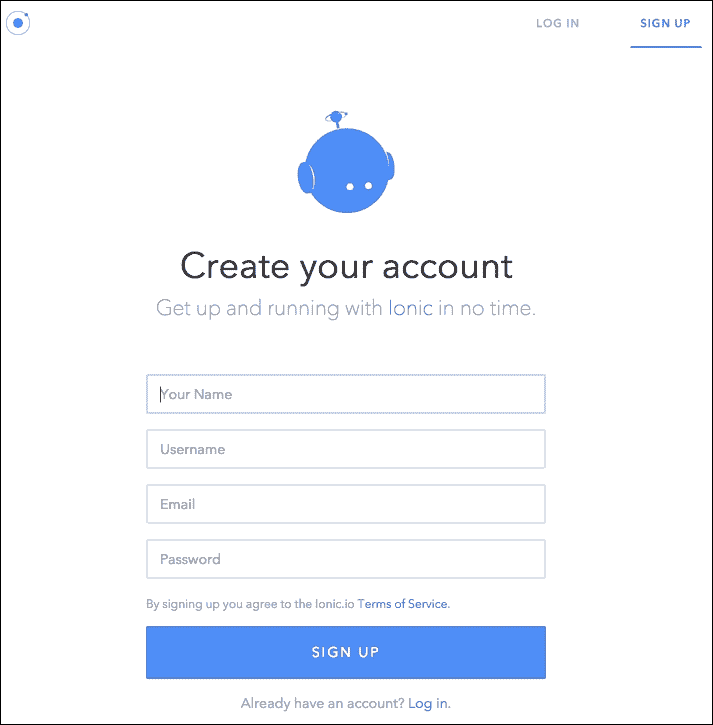 LOG IN SIGN UP
Create your account
Get up and running with Ionic in no time.
Your Name
Username
Email
Password
By signing up you agree to the Ionic.io Terms of Service.
SIGN UP
Already have an account? Log in.